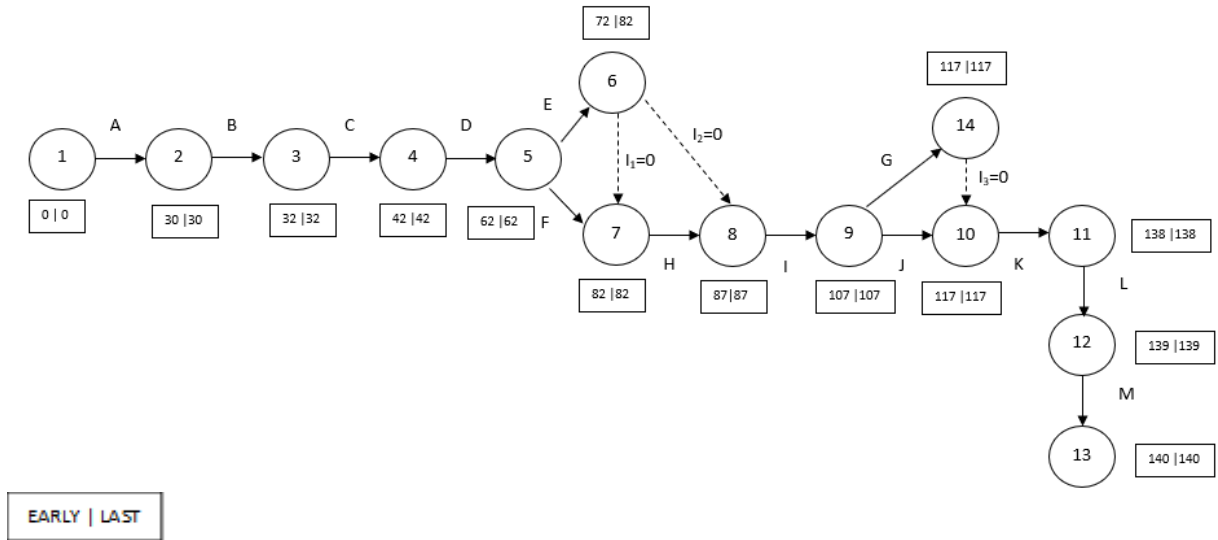 72 |82
6
117 |117
14
E
A
B
C
D
I₂=0
1
2
3
4
5
I₁=0
G
I₃=0
0 | 0
30 |30
32 |32
42 |42
62 |62
F
7
8
9
10
11
138 |138
H
I
J
K
82 |82
87|87
107 |107
117 |117
L
12
139 |139
M
13
140 |140
EARLY | LAST